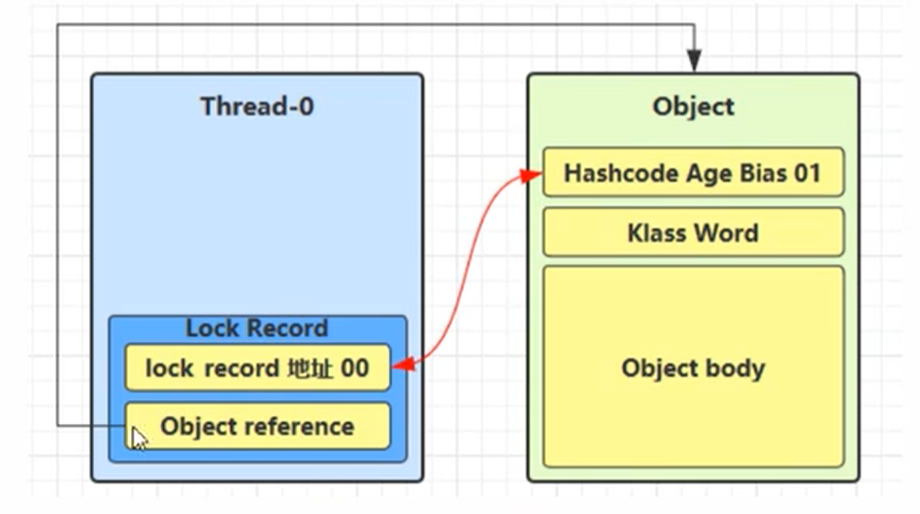 Thread-0
Lock Record
lock record 地址 00
Object reference
Object
Hashcode Age Bias 01
Klass Word
Object body